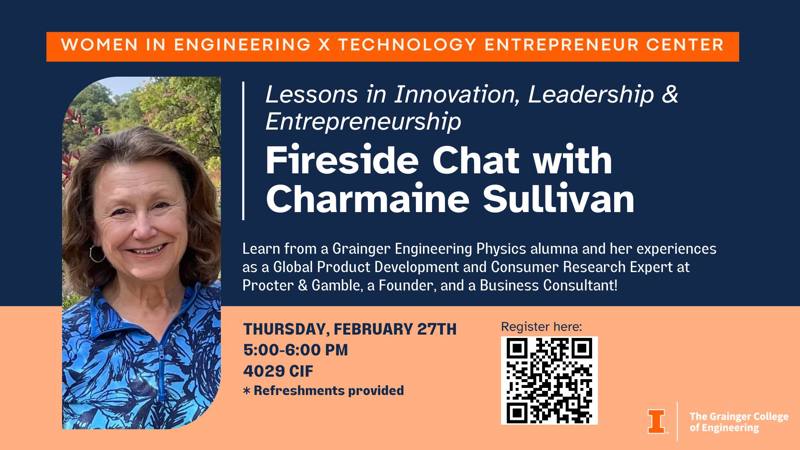 WOMEN IN ENGINEERING X TECHNOLOGY ENTREPRENEUR CENTER
Lessons in Innovation, Leadership &
Entrepreneurship
Fireside Chat with
Charmaine Sullivan
Learn from a Grainger Engineering Physics alumna and her experiences
as a Global Product Development and Consumer Research Expert at
Procter & Gamble, a Founder, and a Business Consultant!
THURSDAY, FEBRUARY 27TH
5:00-6:00 PM
4029 CIF
* Refreshments provided
Register here:
I
The Grainger College
of Engineering